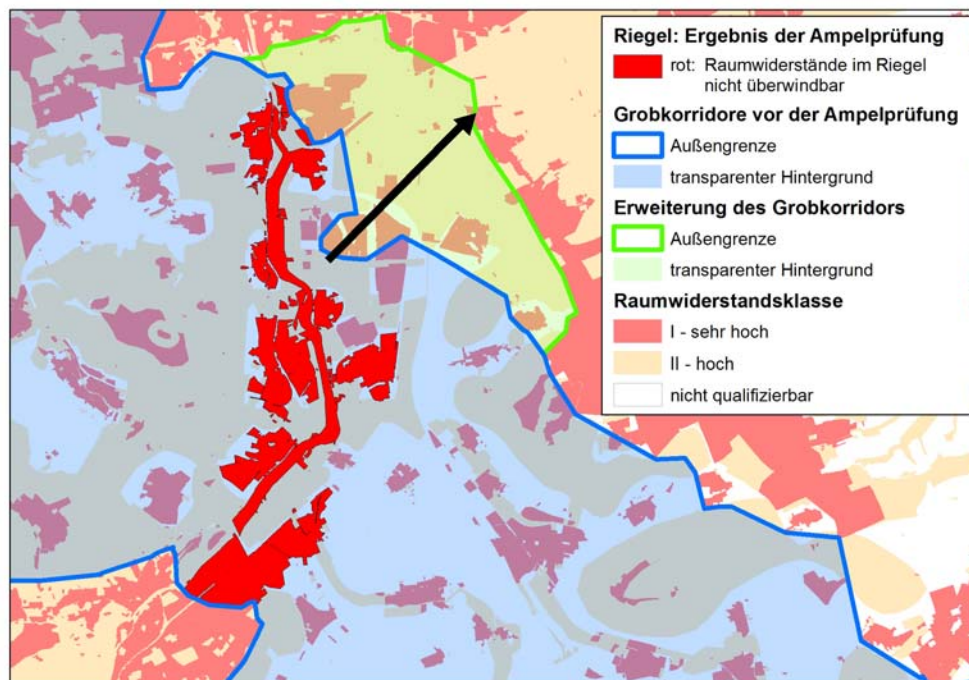 Riegel: Ergebnis der Ampelprüfung
rot: Raumwiderstände im Riegel
nicht überwindbar
Grobkorridore vor der Ampelprüfung
Außengrenze
transparenter Hintergrund
Erweiterung des Grobkorridors
Außengrenze
transparenter Hintergrund
Raumwiderstandsklasse
I - sehr hoch
II - hoch
nicht qualifizierbar